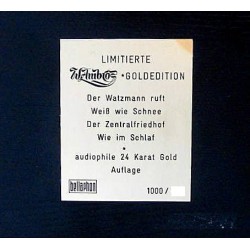 LIMITIERTE
Ambros • GOLDEDITION
Der Watzmann ruft
Weiß wie Schnee
Der Zentralfriedhof
Wie im Schlaf
•
audiophile 24 Karat Gold
Auflage
bellaphon
1000 /